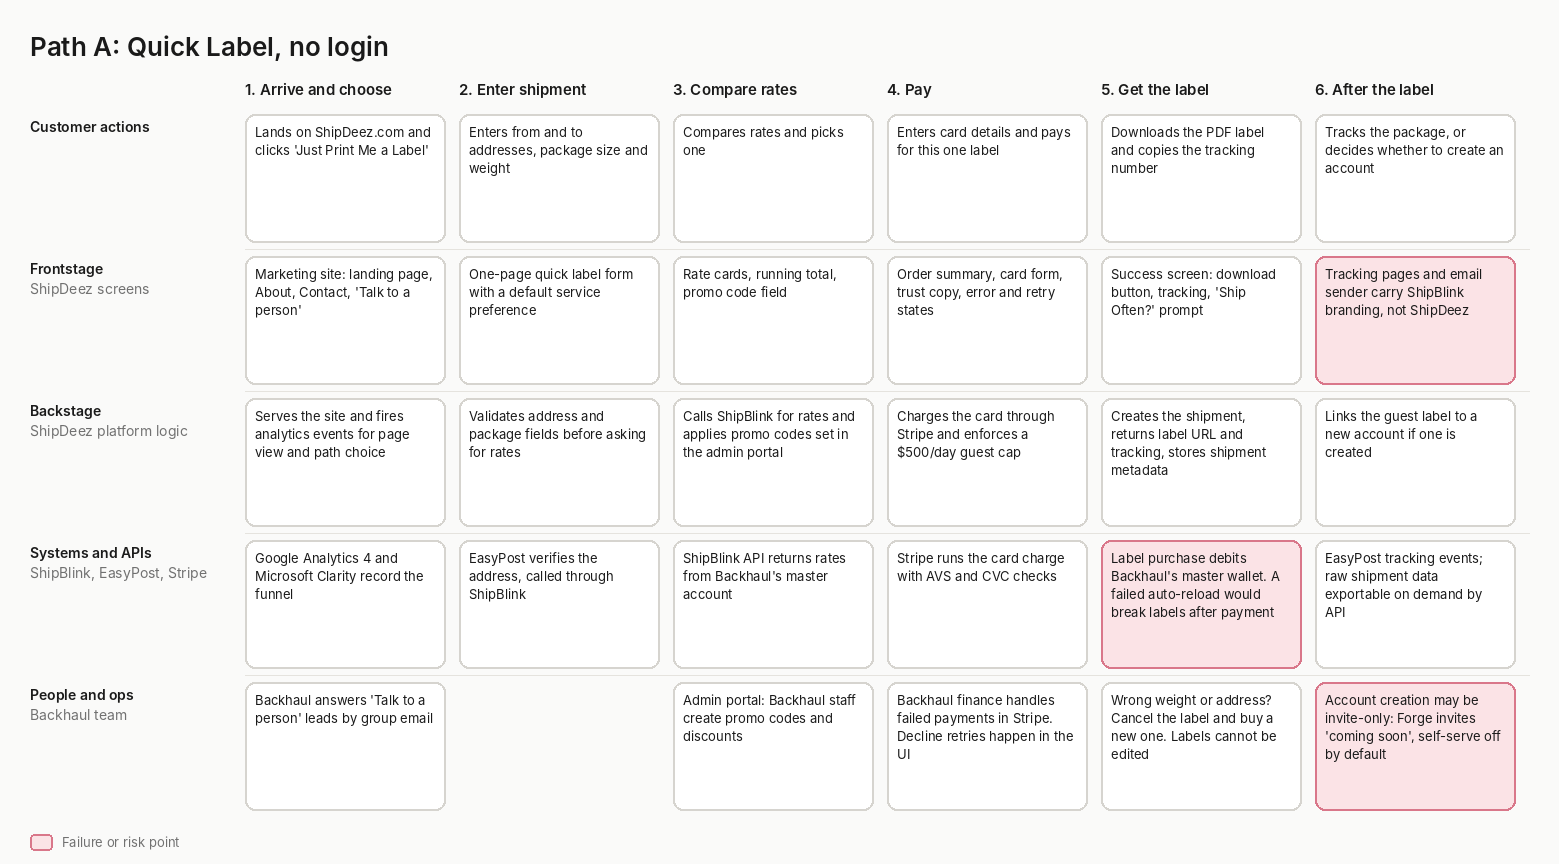 Path A: Quick Label, no login
1. Arrive and choose
2. Enter shipment
3. Compare rates
4. Pay
5. Get the label
6. After the label
Customer actions
Lands on ShipDeez.com and
clicks 'Just Print Me a Label'
Enters from and to
addresses, package size and
weight
Compares rates and picks
one
Enters card details and pays
for this one label
Downloads the PDF label
and copies the tracking
number
Tracks the package, or
decides whether to create an
account
Frontstage
ShipDeez screens
Marketing site: landing page,
About, Contact, 'Talk to a
person'
One-page quick label form
with a default service
preference
Rate cards, running total,
promo code field
Order summary, card form,
trust copy, error and retry
states
Success screen: download
button, tracking, 'Ship
Often?' prompt
Tracking pages and email
sender carry ShipBlink
branding, not ShipDeez
Backstage
ShipDeez platform logic
Serves the site and fires
analytics events for page
view and path choice
Validates address and
package fields before asking
for rates
Calls ShipBlink for rates and
applies promo codes set in
the admin portal
Charges the card through
Stripe and enforces a
$500/day guest cap
Creates the shipment,
returns label URL and
tracking, stores shipment
metadata
Links the guest label to a
new account if one is
created
Systems and APIs
ShipBlink, EasyPost, Stripe
Google Analytics 4 and
Microsoft Clarity record the
funnel
EasyPost verifies the
address, called through
ShipBlink
ShipBlink API returns rates
from Backhaul's master
account
Stripe runs the card charge
with AVS and CVC checks
Label purchase debits
Backhaul's master wallet. A
failed auto-reload would
break labels after payment
EasyPost tracking events;
raw shipment data
exportable on demand by
API
People and ops
Backhaul team
Backhaul answers 'Talk to a
person' leads by group email
Admin portal: Backhaul staff
create promo codes and
discounts
Backhaul finance handles
failed payments in Stripe.
Decline retries happen in the
UI
Wrong weight or address?
Cancel the label and buy a
new one. Labels cannot be
edited
Account creation may be
invite-only: Forge invites
'coming soon', self-serve off
by default
Failure or risk point